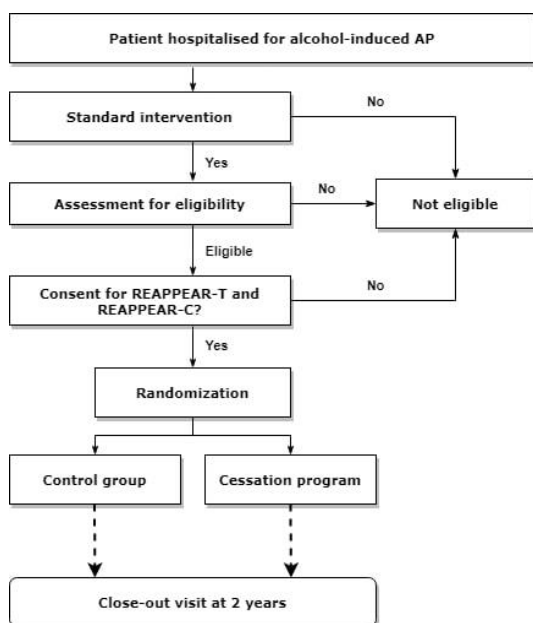 Patient hospitalised for alcohol-induced AP
No
Standard intervention
Yes
No
Assessment for eligibility
Not eligible
Eligible
Consent for REAPPEAR-T and
REAPPEAR-C?
No
Yes
Randomization
Control group
Cessation program
Close-out visit at 2 years